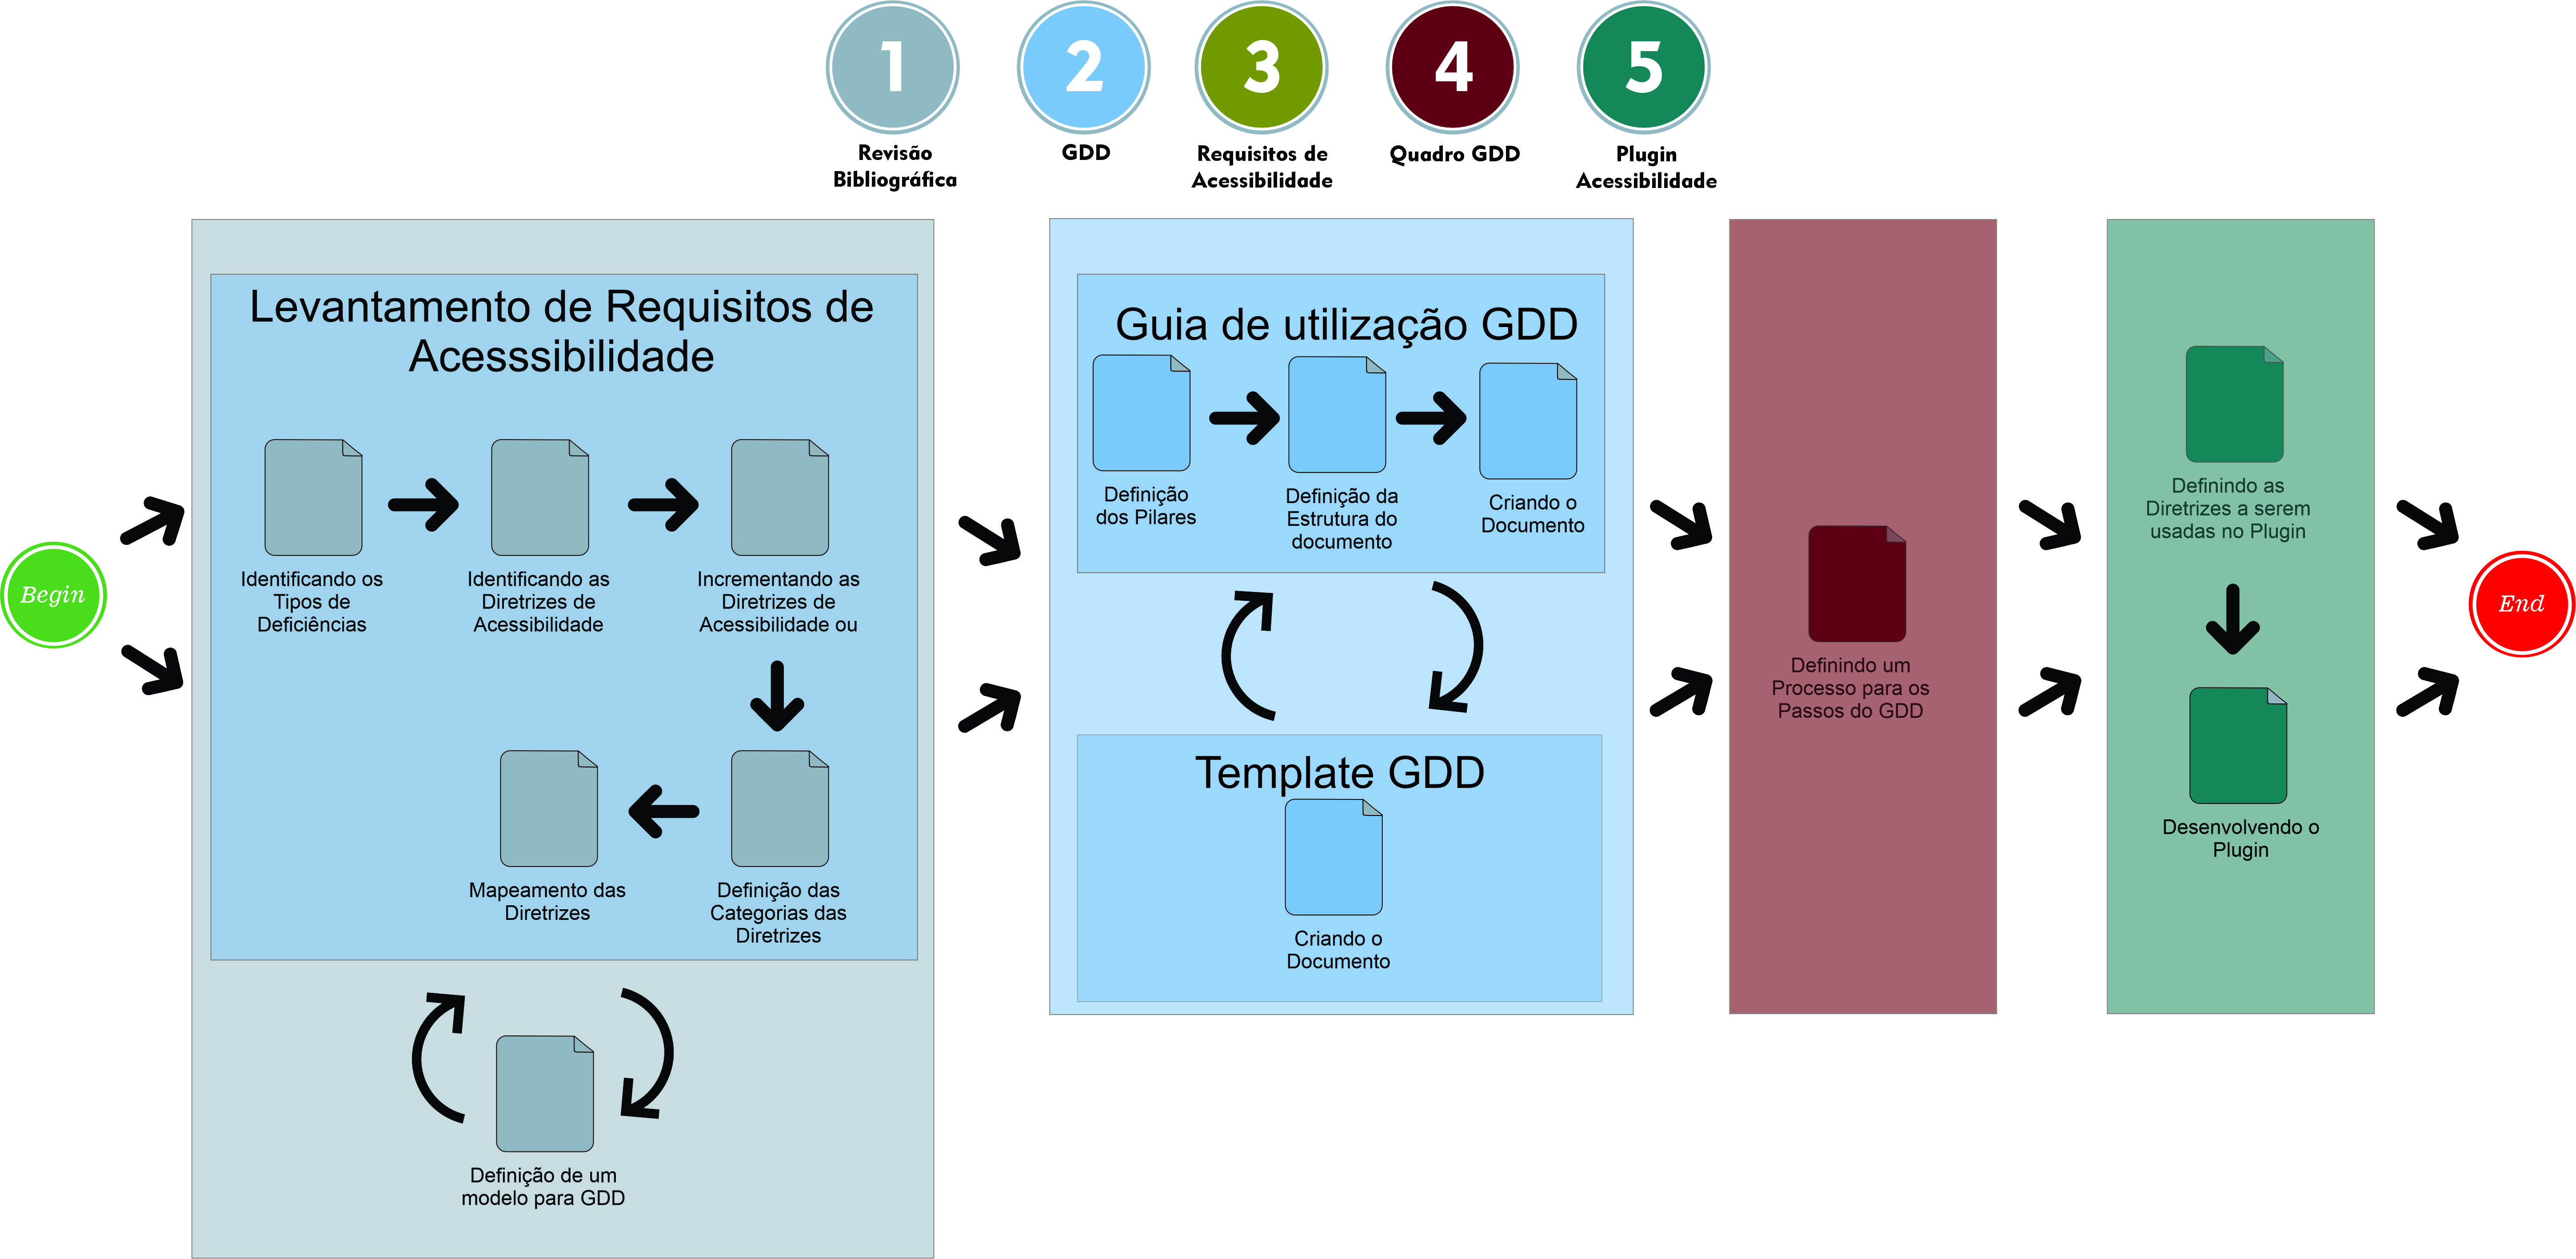 1
2
3
4
5
Revisão
Bibliográfica
GDD
Requisitos de
Acessibilidade
Quadro GDD
Plugin
Acessibilidade
Begin
Levantamento de Requisitos de
Acesssibilidade
Identificando os
Tipos de
Deficiências
Identificando as
Diretrizes de
Acessibilidade
Incrementando as
Diretrizes de
Acessibilidade ou
Mapeamento das
Diretrizes
Definição das
Categorias das
Diretrizes
Definição de um
modelo para GDD
Guia de utilização GDD
Definição
dos Pilares
Definição da
Estrutura do
documento
Criando o
Documento
Template GDD
Criando o
Documento
Definindo um
Processo para os
Passos do GDD
Definindo as
Diretrizes a serem
usadas no Plugin
Desenvolvendo o
Plugin
End